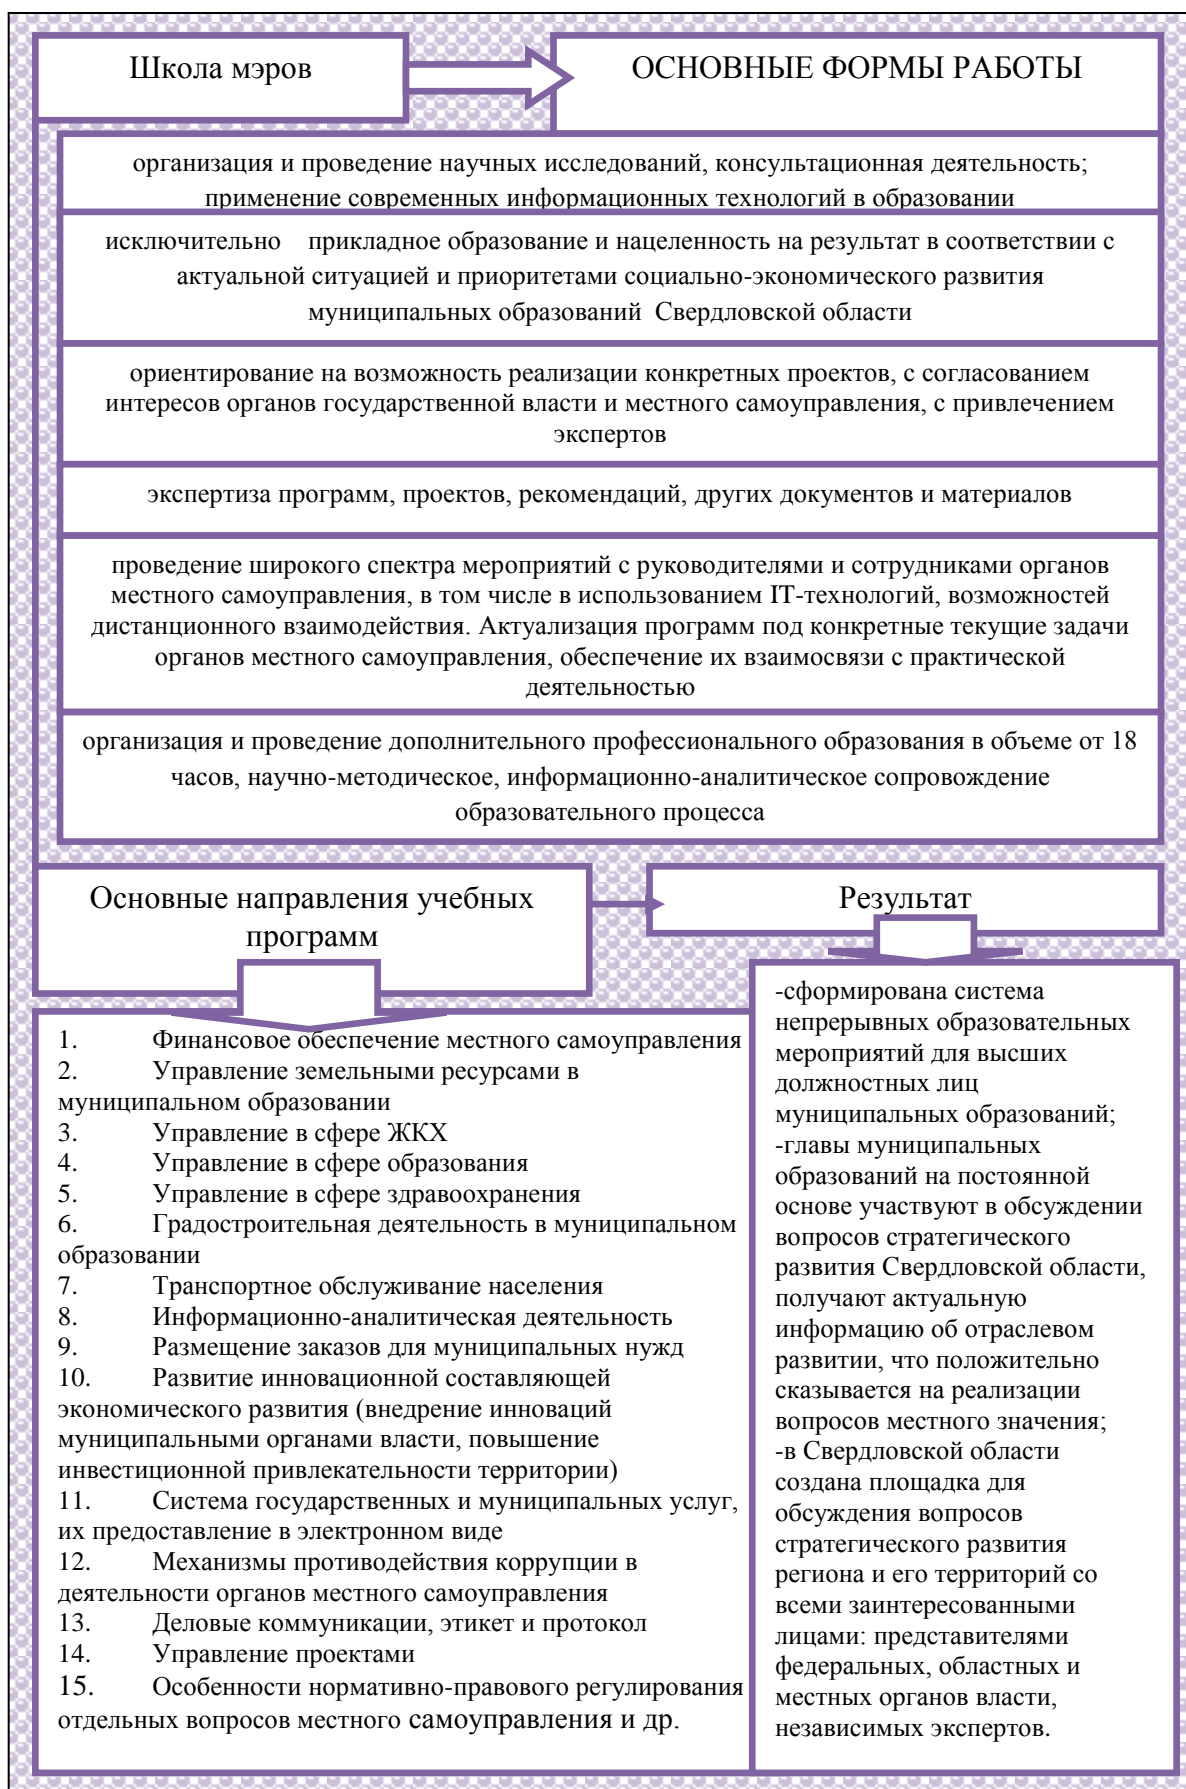 Школа мэров
ОСНОВНЫЕ ФОРМЫ РАБОТЫ
организация и проведение научных исследований, консультационная деятельность;
применение современных информационных технологий в образовании
исключительно прикладное образование и нацеленность на результат в соответствии с
актуальной ситуацией и приоритетами социально-экономического развития
муниципальных образований Свердловской области
ориентирование на возможность реализации конкретных проектов, с согласованием
интересов органов государственной власти и местного самоуправления, с привлечением
экспертов
экспертиза программ, проектов, рекомендаций, других документов и материалов
проведение широкого спектра мероприятий с руководителями и сотрудниками органов
местного самоуправления, в том числе в использованием IT-технологий, возможностей
дистанционного взаимодействия. Актуализация программ под конкретные текущие задачи
органов местного самоуправления, обеспечение их взаимосвязи с практической
деятельностью
организация и проведение дополнительного профессионального образования в объеме от 18
часов, научно-методическое, информационно-аналитическое сопровождение
образовательного процесса
Основные направления учебных
программ
1. Финансовое обеспечение местного самоуправления
2. Управление земельными ресурсами в
муниципальном образовании
3. Управление в сфере ЖКХ
4. Управление в сфере образования
5. Управление в сфере здравоохранения
6. Градостроительная деятельность в муниципальном
образовании
7. Транспортное обслуживание населения
8. Информационно-аналитическая деятельность
9. Размещение заказов для муниципальных нужд
10. Развитие инновационной составляющей
экономического развития (внедрение инноваций
муниципальными органами власти, повышение
инвестиционной привлекательности территории)
11. Система государственных и муниципальных услуг,
их предоставление в электронном виде
12. Механизмы противодействия коррупции в
деятельности органов местного самоуправления
13. Деловые коммуникации, этикет и протокол
14. Управление проектами
15. Особенности нормативно-правового регулирования
отдельных вопросов местного самоуправления и др.
Результат
-сформирована система
непрерывных образовательных
мероприятий для высших
должностных лиц
муниципальных образований;
-главы муниципальных
образований на постоянной
основе участвуют в обсуждении
вопросов стратегического
развития Свердловской области,
получают актуальную
информацию об отраслевом
развитии, что положительно
сказывается на реализации
вопросов местного значения;
-в Свердловской области
создана площадка для
обсуждения вопросов
стратегического развития
региона и его территорий со
всеми заинтересованными
лицами: представителями
федеральных, областных и
местных органов власти,
независимых экспертов.